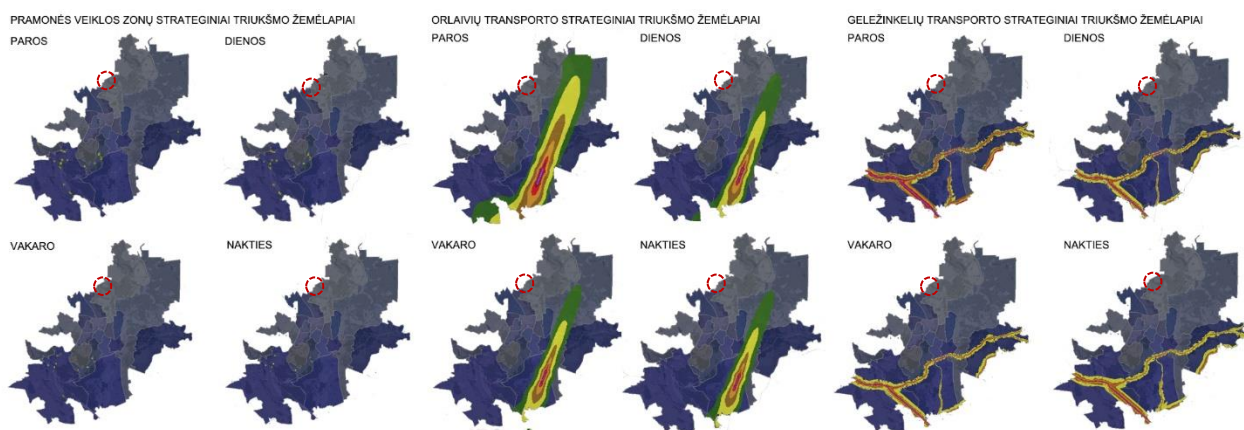 PRAMONĖS VEIKLOS ZONŲ STRATEGINIAI TRIUKŠMO ŽEMĖLAPIAI
PAROS
DIENOS
VAKARO
NAKTIES
ORLAIVIŲ TRANSPORTO STRATEGINIAI TRIUKŠMO ŽEMĖLAPIAI
PAROS
DIENOS
VAKARO
NAKTIES
GELEŽINKELIŲ TRANSPORTO STRATEGINIAI TRIUKŠMO ŽEMĖLAPIAI
PAROS
DIENOS
VAKARO
NAKTIES